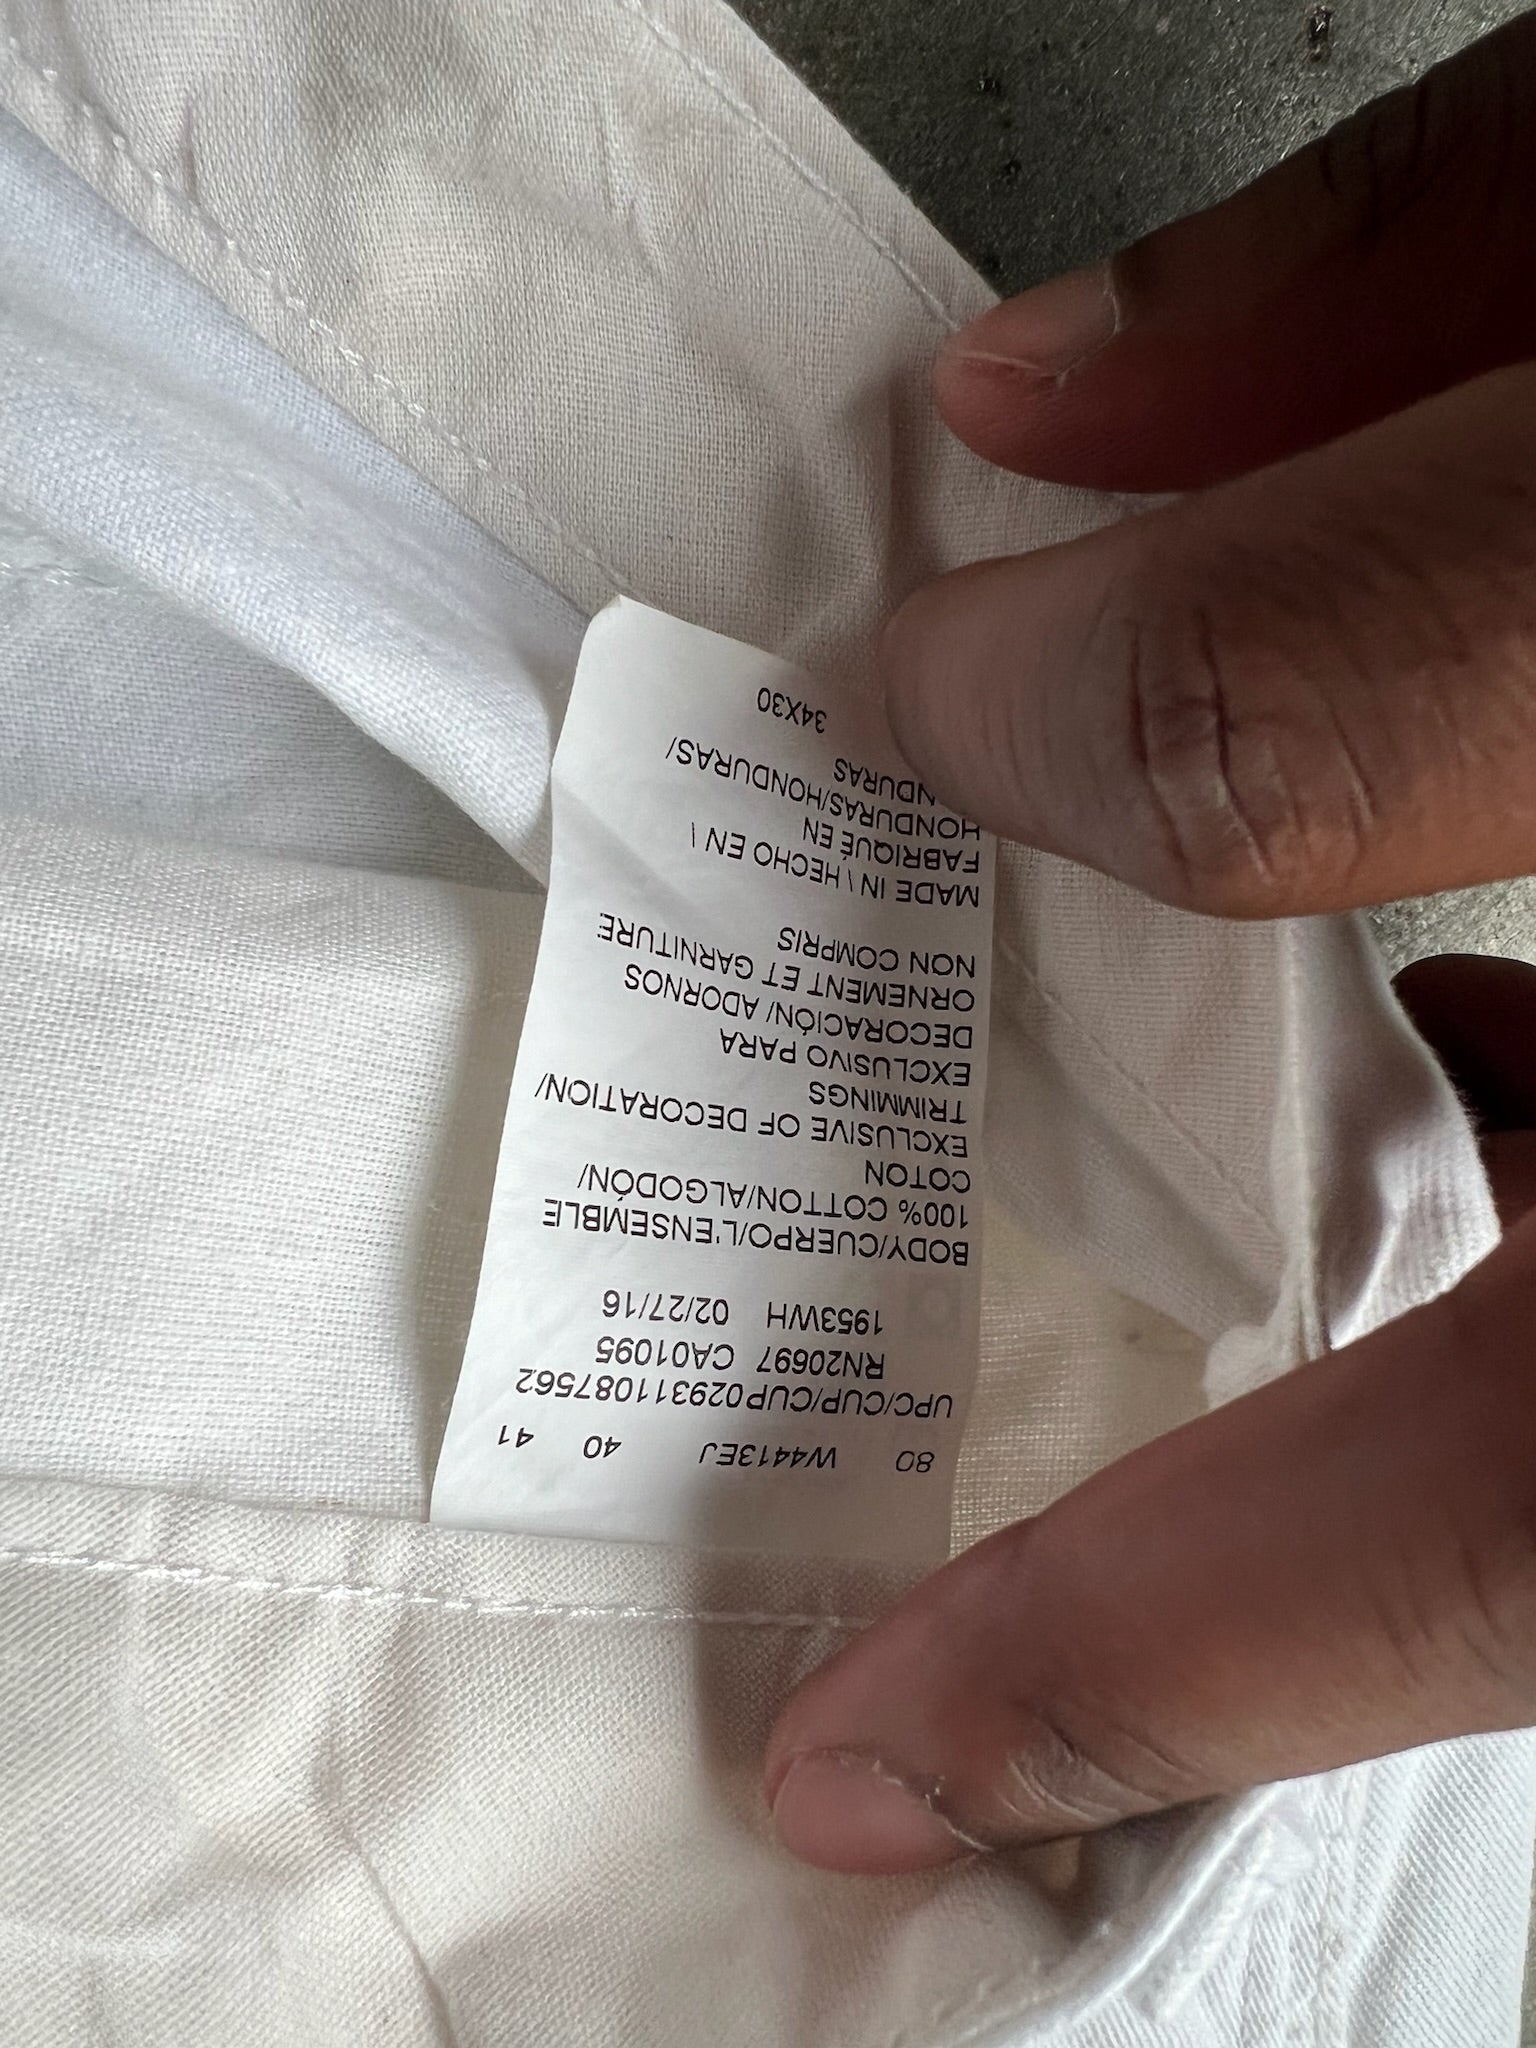 80 W4413EJ 40 41
UPC/CUP/CUP029311087562
RN20697 CA01095
1953WH 02/27/16
BODY/CUERPO/L'ENSEMBLE
100% COTTON/ALGODÓN/
COTON
EXCLUSIVE OF DECORATION/
TRIMMINGS
EXCLUSIVO PARA
DECORACIÓN/ ADORNOS
ORNEMENT ET GARNITURE
NON COMPRIS
MADE IN \ HECHO EN \
FABRIQUÉ EN
HONDURAS/HONDURAS/
NDURAS
34X30